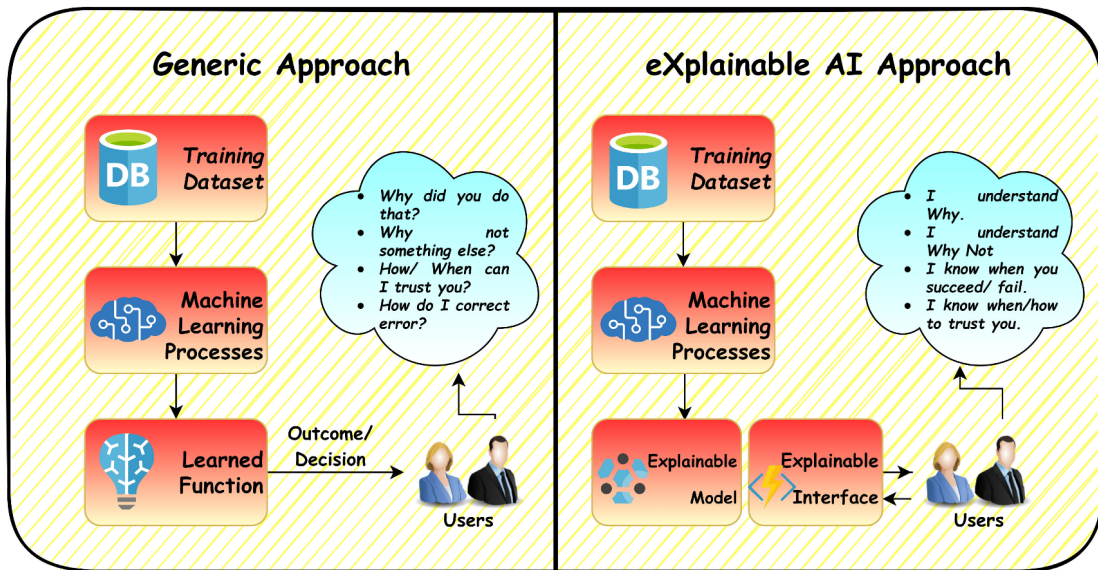 Generic Approach
DB
Training
Dataset
Machine
Learning
Processes
Learned
Function
Outcome/
Decision
Users
• Why did you do
that?
• Why not
something else?
• How/ When can
I trust you?
• How do I correct
error?
eXplainable AI Approach
DB
Training
Dataset
Machine
Learning
Processes
Explainable
Model
Explainable
Interface
Users
• I understand
Why.
• I understand
Why Not
• I know when you
succeed/ fail.
• I know when/how
to trust you.